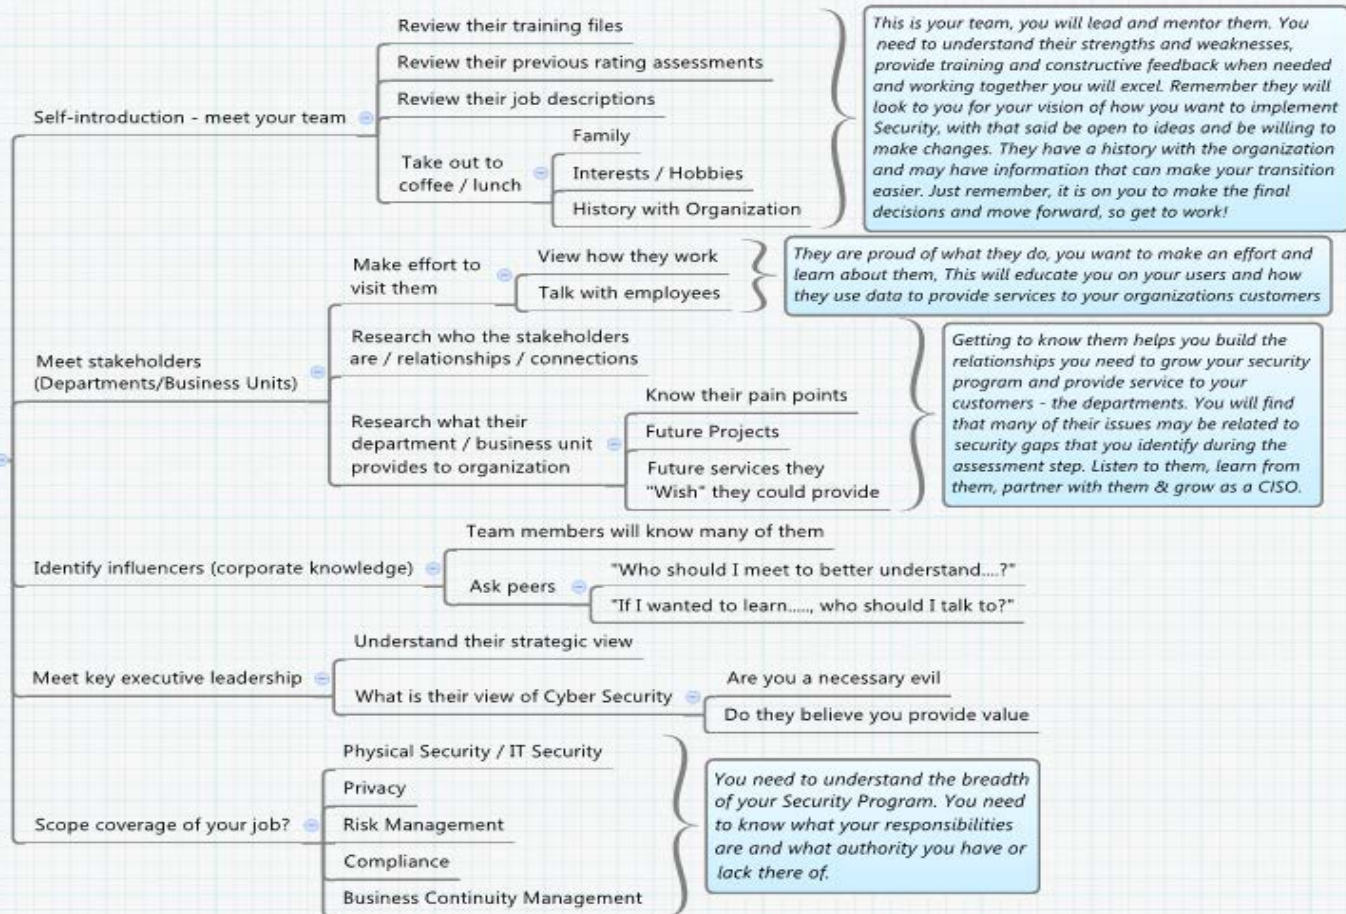 Self-introduction - meet your team
Review their training files
Review their previous rating assessments
Review their job descriptions
Take out to
coffee / lunch
Family
Interests / Hobbies
History with Organization
This is your team, you will lead and mentor them. You
need to understand their strengths and weaknesses,
provide training and constructive feedback when needed
and working together you will excel. Remember they will
look to you for your vision of how you want to implement
Security, with that said be open to ideas and be willing to
make changes. They have a history with the organization
and may have information that can make your transition
easier. Just remember, it is on you to make the final
decisions and move forward, so get to work!
Meet stakeholders
(Departments/Business Units)
Make effort to
visit them
View how they work
Talk with employees
They are proud of what they do, you want to make an effort and
learn about them, This will educate you on your users and how
they use data to provide services to your organizations customers
Research who the stakeholders
are / relationships / connections
Research what their
department / business unit
provides to organization
Know their pain points
Future Projects
Future services they
"Wish" they could provide
Getting to know them helps you build the
relationships you need to grow your security
program and provide service to your
customers - the departments. You will find
that many of their issues may be related to
security gaps that you identify during the
assessment step. Listen to them, learn from
them, partner with them & grow as a CISO.
Identify influencers (corporate knowledge)
Team members will know many of them
Ask peers
"Who should I meet to better understand....?"
"If I wanted to learn....., who should I talk to?"
Meet key executive leadership
Understand their strategic view
What is their view of Cyber Security
Are you a necessary evil
Do they believe you provide value
Scope coverage of your job?
Physical Security / IT Security
Privacy
Risk Management
Compliance
Business Continuity Management
You need to understand the breadth
of your Security Program. You need
to know what your responsibilities
are and what authority you have or
lack there of.